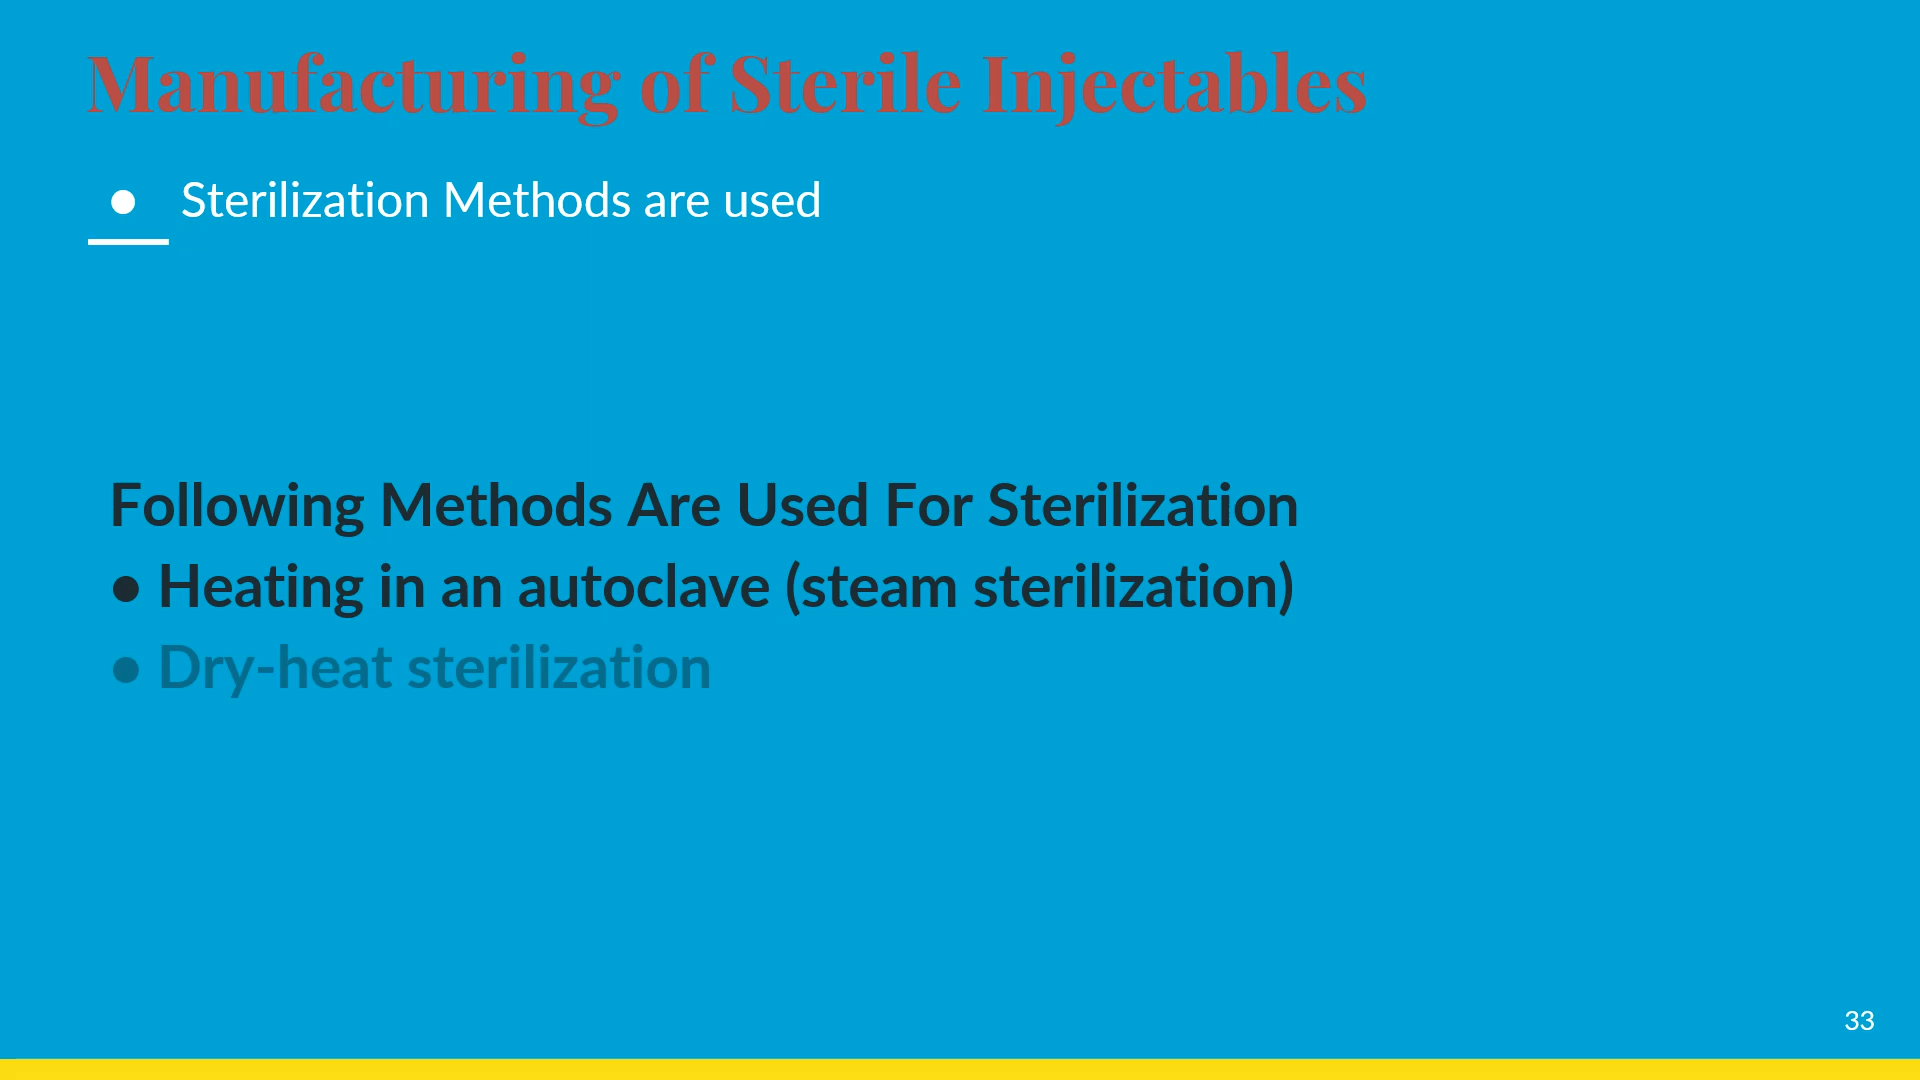 Manufacturing of Sterile Injectables
● Sterilization Methods are used
Following Methods Are Used For Sterilization
● Heating in an autoclave (steam sterilization)
● Dry-heat sterilization
33